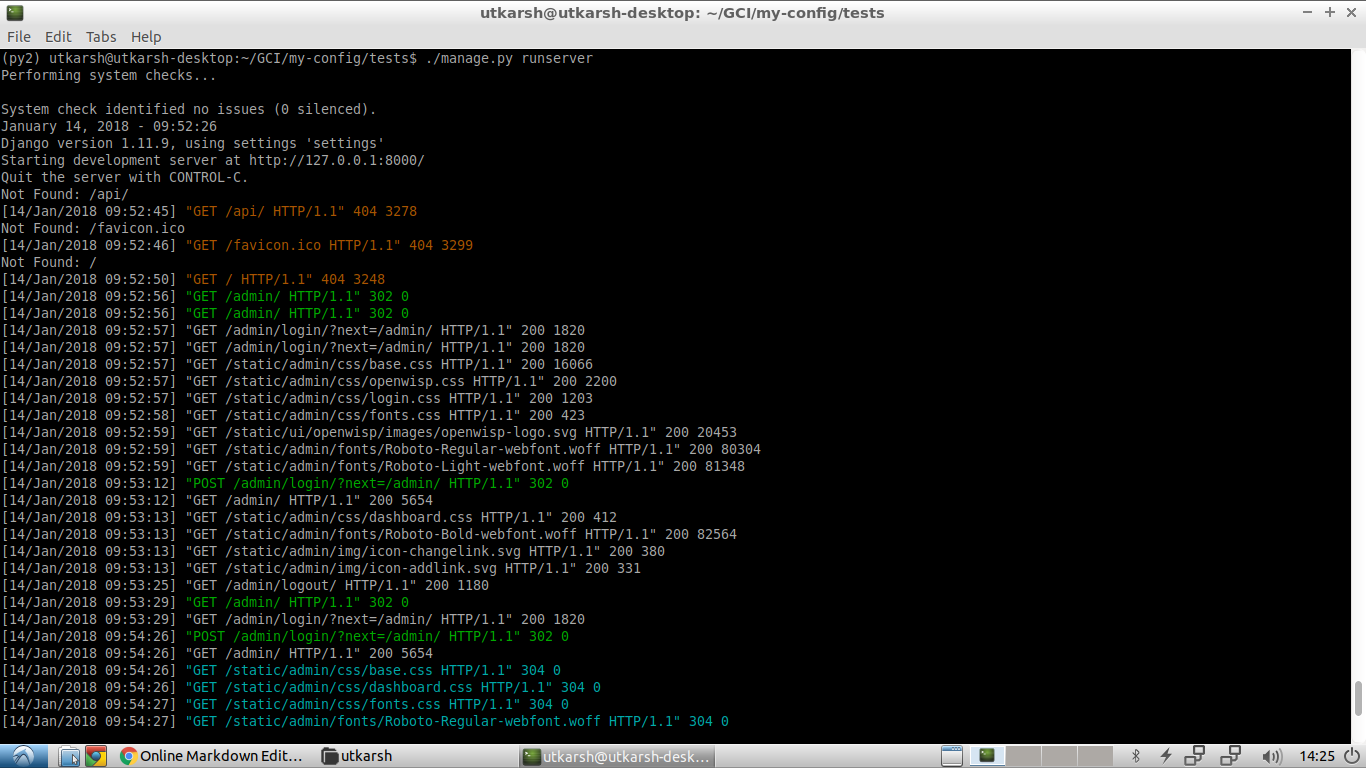 utkarsh@utkarsh-desktop: ~/GCI/my-config/tests
File Edit Tabs Help
(py2) utkarsh@utkarsh-desktop:~/GCI/my-config/tests$ ./manage.py runserver
Performing system checks...
System check identified no issues (0 silenced).
January 14, 2018 - 09:52:26
Django version 1.11.9, using settings 'settings'
Starting development server at http://127.0.0.1:8000/
Quit the server with CONTROL-C.
Not Found: /api/
[14/Jan/2018 09:52:45] "GET /api/ HTTP/1.1" 404 3278
Not Found: /favicon.ico
[14/Jan/2018 09:52:46] "GET /favicon.ico HTTP/1.1" 404 3299
Not Found: /
[14/Jan/2018 09:52:50] "GET / HTTP/1.1" 404 3248
[14/Jan/2018 09:52:56] "GET /admin/ HTTP/1.1" 302 0
[14/Jan/2018 09:52:56] "GET /admin/ HTTP/1.1" 302 0
[14/Jan/2018 09:52:57] "GET /admin/login/?next=/admin/ HTTP/1.1" 200 1820
[14/Jan/2018 09:52:57] "GET /admin/login/?next=/admin/ HTTP/1.1" 200 1820
[14/Jan/2018 09:52:57] "GET /static/admin/css/base.css HTTP/1.1" 200 16066
[14/Jan/2018 09:52:57] "GET /static/admin/css/openwisp.css HTTP/1.1" 200 2200
[14/Jan/2018 09:52:57] "GET /static/admin/css/login.css HTTP/1.1" 200 1203
[14/Jan/2018 09:52:58] "GET /static/admin/css/fonts.css HTTP/1.1" 200 423
[14/Jan/2018 09:52:59] "GET /static/ui/openwisp/images/openwisp-logo.svg HTTP/1.1" 200 20453
[14/Jan/2018 09:52:59] "GET /static/admin/fonts/Roboto-Regular-webfont.woff HTTP/1.1" 200 80304
[14/Jan/2018 09:52:59] "GET /static/admin/fonts/Roboto-Light-webfont.woff HTTP/1.1" 200 81348
[14/Jan/2018 09:53:12] "POST /admin/login/?next=/admin/ HTTP/1.1" 302 0
[14/Jan/2018 09:53:12] "GET /admin/ HTTP/1.1" 200 5654
[14/Jan/2018 09:53:13] "GET /static/admin/css/dashboard.css HTTP/1.1" 200 412
[14/Jan/2018 09:53:13] "GET /static/admin/fonts/Roboto-Bold-webfont.woff HTTP/1.1" 200 82564
[14/Jan/2018 09:53:13] "GET /static/admin/img/icon-changelink.svg HTTP/1.1" 200 380
[14/Jan/2018 09:53:13] "GET /static/admin/img/icon-addlink.svg HTTP/1.1" 200 331
[14/Jan/2018 09:53:25] "GET /admin/logout/ HTTP/1.1" 200 1180
[14/Jan/2018 09:53:29] "GET /admin/ HTTP/1.1" 302 0
[14/Jan/2018 09:53:29] "GET /admin/login/?next=/admin/ HTTP/1.1" 200 1820
[14/Jan/2018 09:54:26] "POST /admin/login/?next=/admin/ HTTP/1.1" 302 0
[14/Jan/2018 09:54:26] "GET /admin/ HTTP/1.1" 200 5654
[14/Jan/2018 09:54:26] "GET /static/admin/css/base.css HTTP/1.1" 304 0
[14/Jan/2018 09:54:26] "GET /static/admin/css/dashboard.css HTTP/1.1" 304 0
[14/Jan/2018 09:54:27] "GET /static/admin/css/fonts.css HTTP/1.1" 304 0
[14/Jan/2018 09:54:27] "GET /static/admin/fonts/Roboto-Regular-webfont.woff HTTP/1.1" 304 0
Online Markdown Edit... utkarsh utkarsh@utkarsh-desk... 14:25